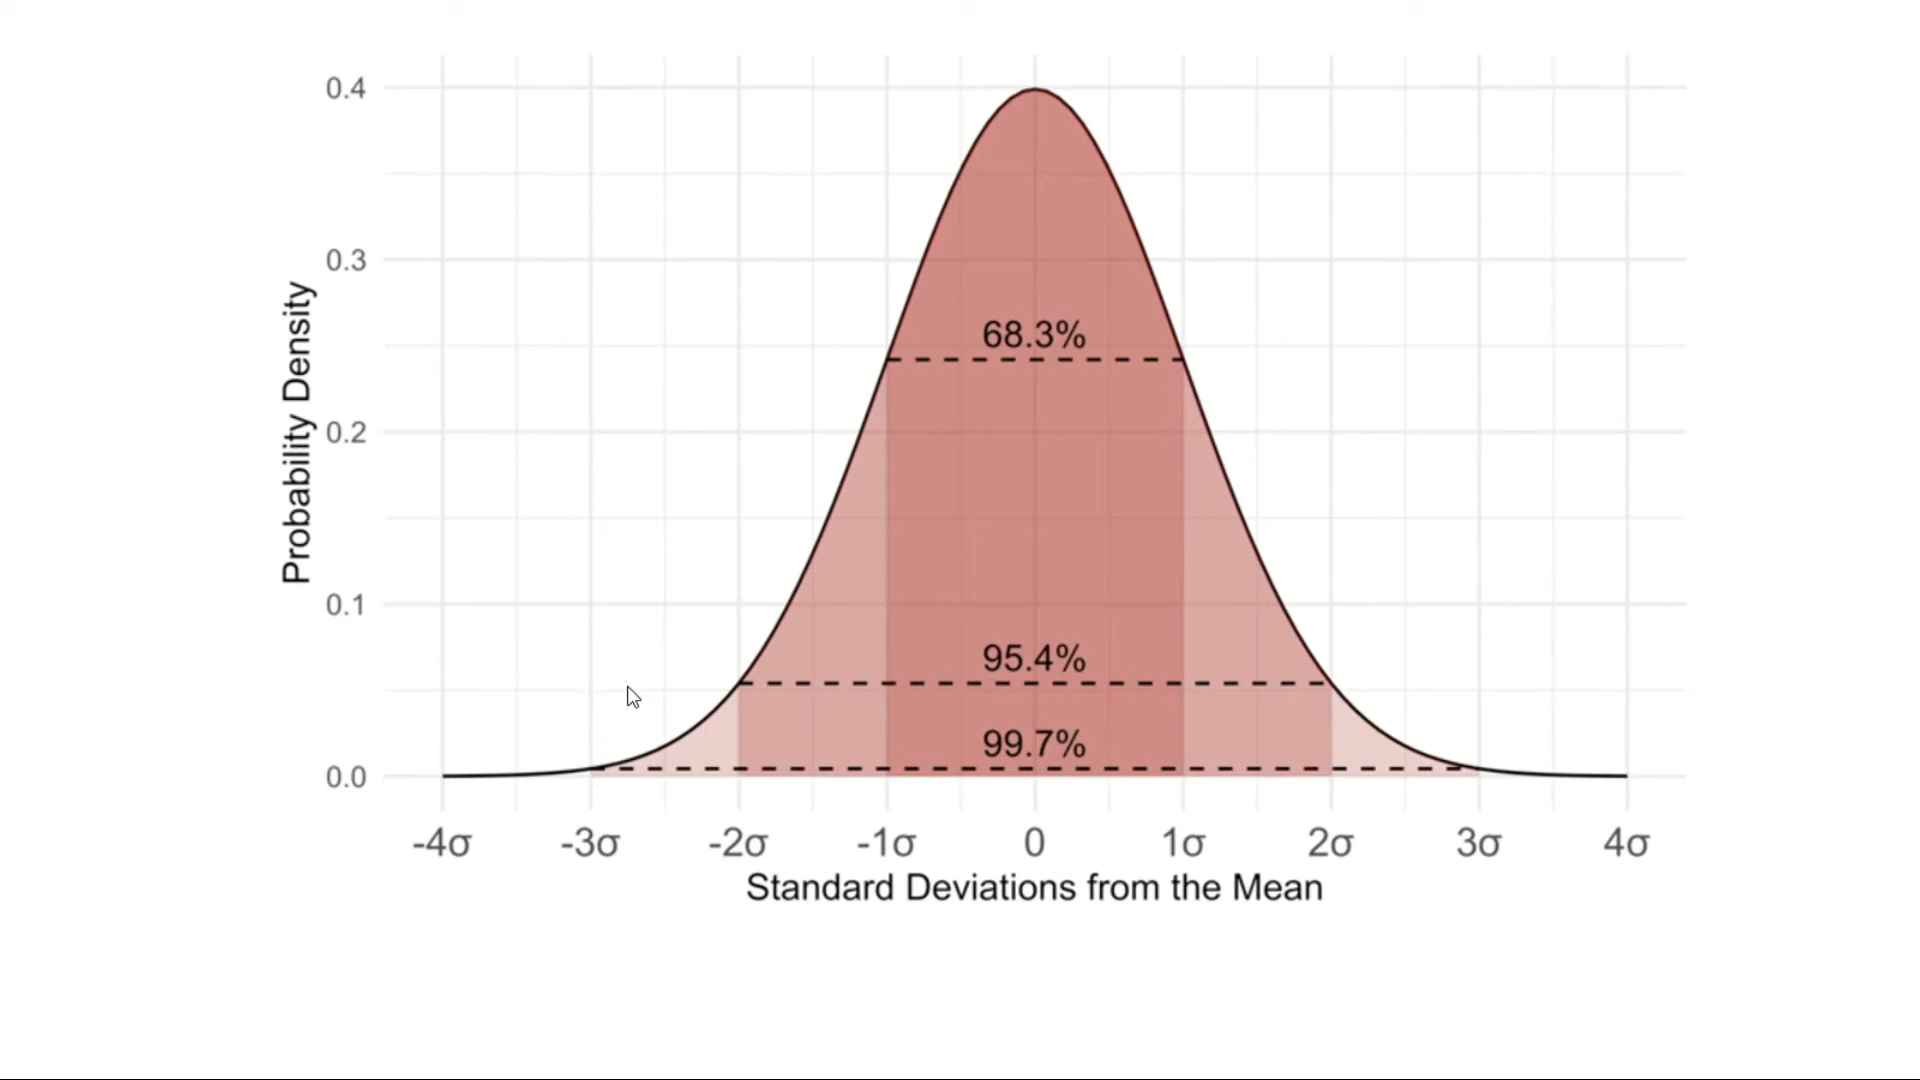 0.4
0.3
0.2
0.1
0.0
Probability Density
68.3%
95.4%
99.7%
-4σ -3σ -2σ -1σ 0 1σ 2σ 3σ 4σ
Standard Deviations from the Mean